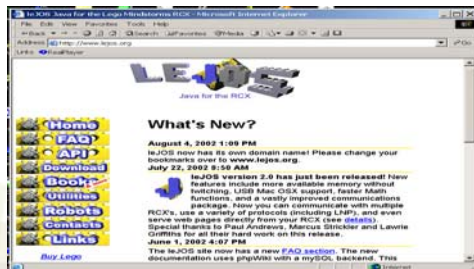 leJOS Java for the Lego Mindstorms RCX - Microsoft Internet Explorer
File Edit View Favorites Tools Help
Back Search Favorites Media
Address http://www.lejos.org Go
Links RealPlayer
LEJOS
Java for the RCX
Home
FAQ
API
Download
Books
Utilities
Robots
Contacts
Links
Buy Lego
What's New?
August 4, 2002 1:09 PM
leJOS now has its own domain name! Please change your
bookmarks over to www.lejos.org.
July 22, 2002 8:50 AM
leJOS version 2.0 has just been released! New
features include more available memory without
twitching, USB Mac OSX support, faster Math
functions, and a vastly improved communications
package. Now you can communicate with multiple
RCX's, use a variety of protocols (including LNP), and even
serve web pages directly from your RCX (see details).
Special thanks to Paul Andrews, Marcus Strickler and Lawrie
Griffiths for all their hard work on this release.
June 1, 2002 4:07 PM
The leJOS site now has a new FAQ section. The new
documentation uses phpWiki with a mySQL backend. This
Internet